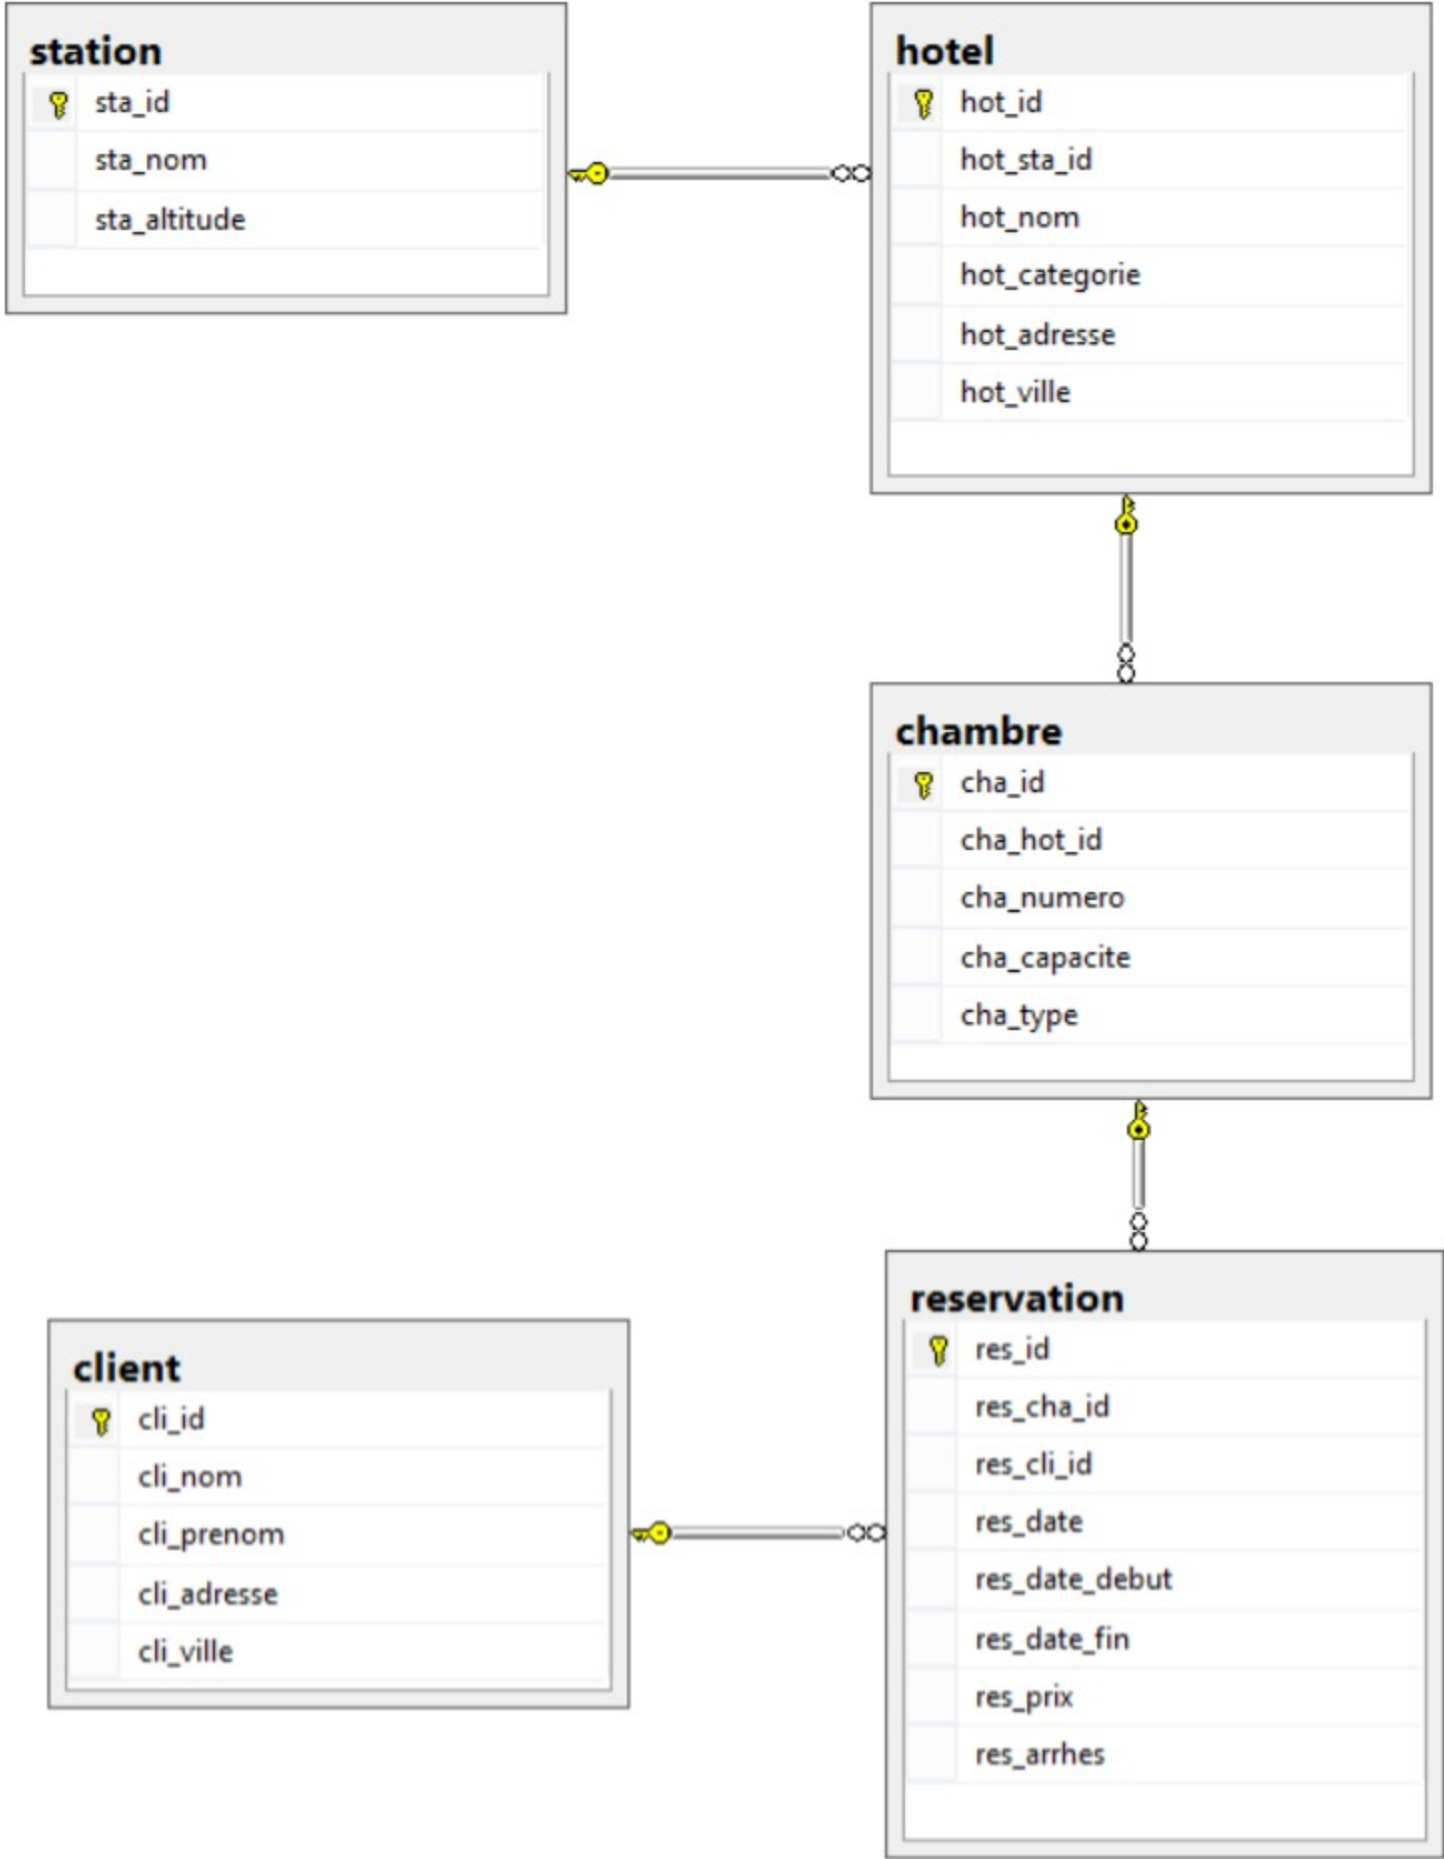 station
sta_id
sta_nom
sta_altitude
hotel
hot_id
hot_sta_id
hot_nom
hot_categorie
hot_adresse
hot_ville
chambre
cha_id
cha_hot_id
cha_numero
cha_capacite
cha_type
client
cli_id
cli_nom
cli_prenom
cli_adresse
cli_ville
reservation
res_id
res_cha_id
res_cli_id
res_date
res_date_debut
res_date_fin
res_prix
res_arrhes